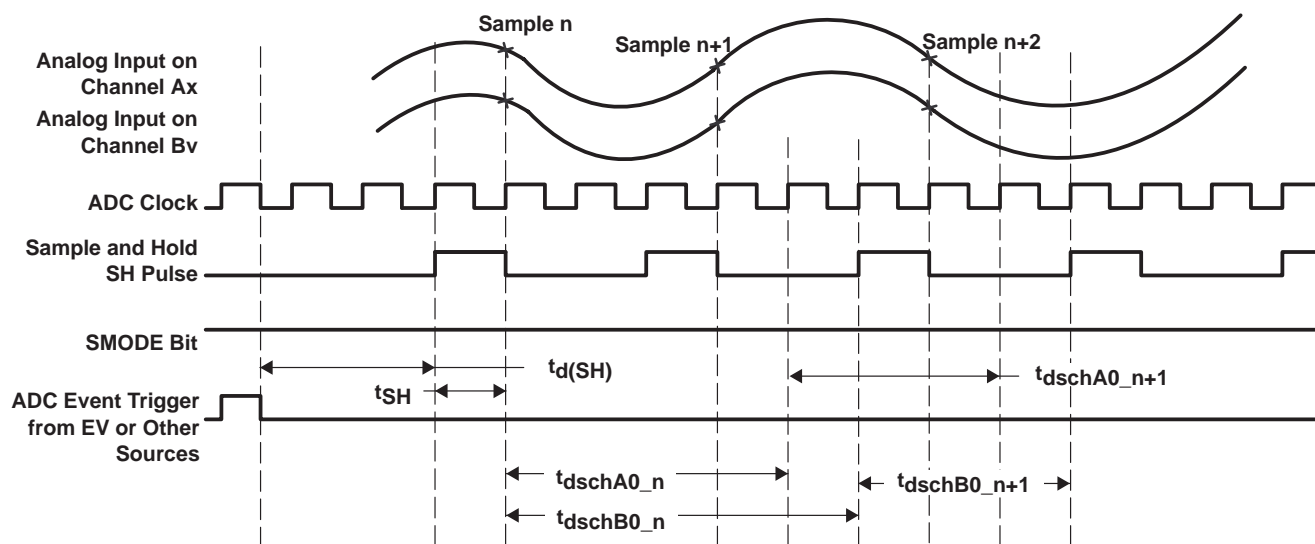 Sample n
Sample n+1
Sample n+2
Analog Input on
Channel Ax
Analog Input on
Channel Bv
ADC Clock
Sample and Hold
SH Pulse
SMODE Bit
td(SH)
tdschA0_n+1
tSH
ADC Event Trigger
from EV or Other
Sources
tdschA0_n
tdschB0_n+1
tdschB0_n